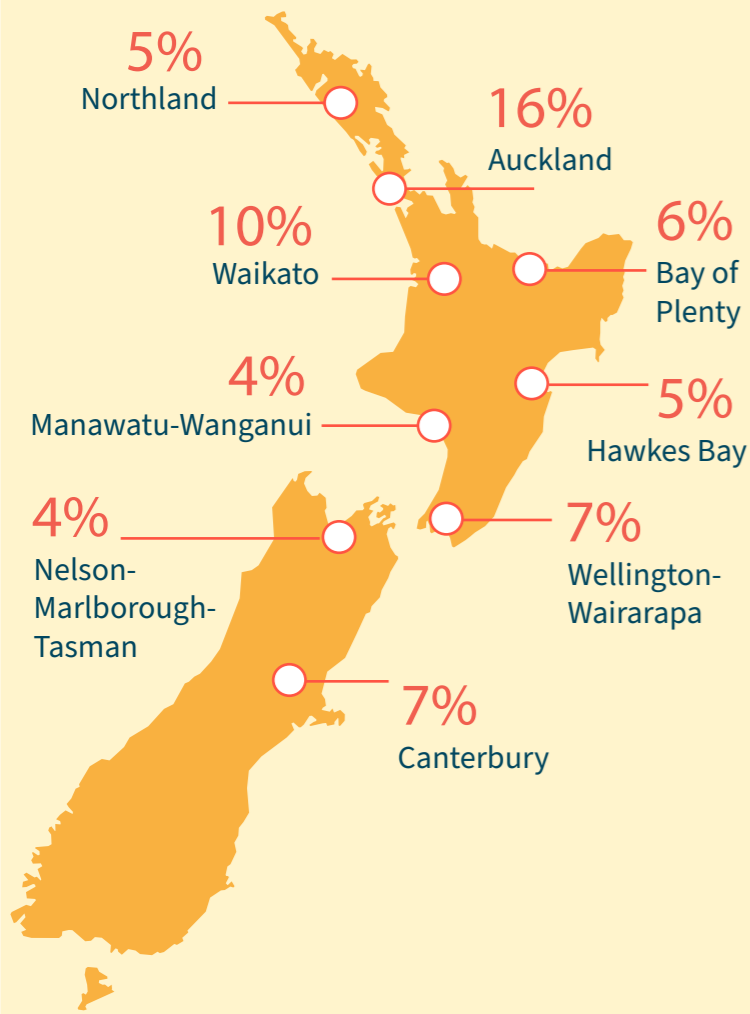 5%
Northland
16%
Auckland
10%
Waikato
6%
Bay of
Plenty
4%
Manawatu-Wanganui
5%
Hawkes Bay
4%
Nelson-
Marlborough-
Tasman
7%
Wellington-
Wairarapa
7%
Canterbury